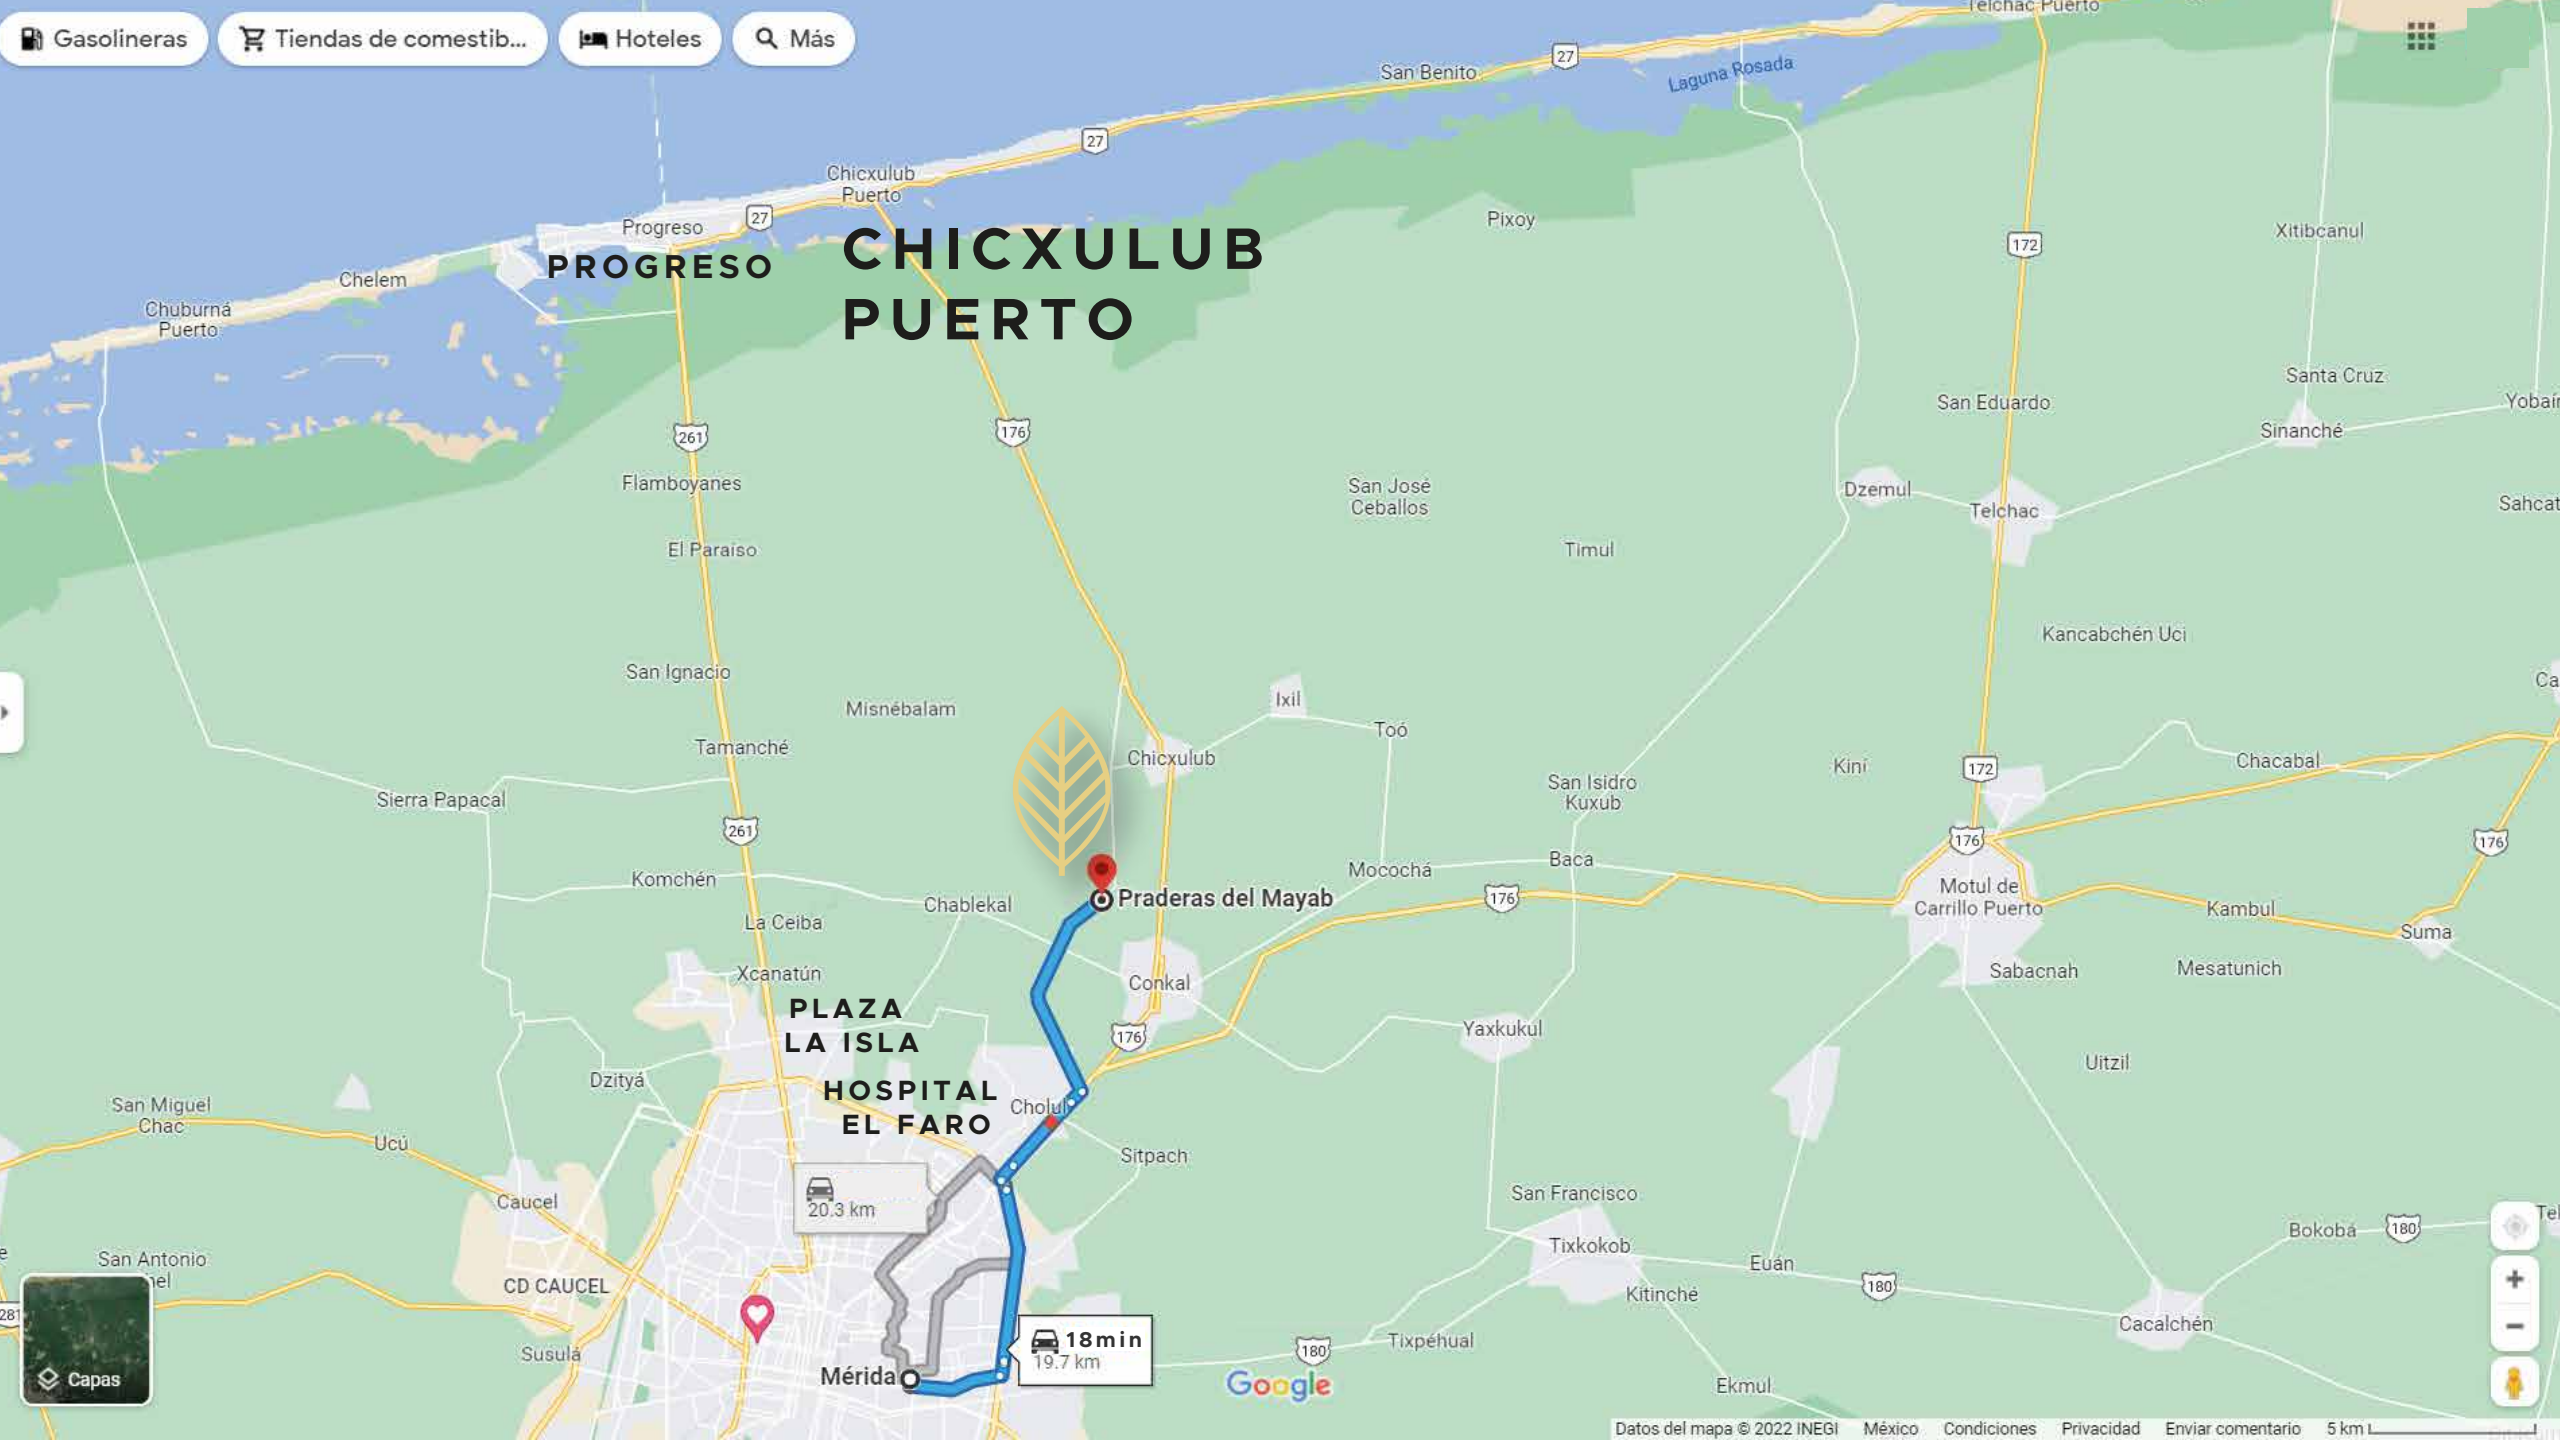 Gasolineras
Tiendas de comestib...
Hoteles
Más
Telchac Puerto
San Benito
27
Laguna Rosada
27
Chicxulub
Puerto
Progreso
27
CHICXULUB
PUERTO
PROGRESO
Pixoy
Xitibcanul
172
Chelem
Chuburná
Puerto
Santa Cruz
San Eduardo
Yobaín
Sinanché
261
176
Flamboyanes
San José
Ceballos
Dzemul
Telchac
Sahcat
El Paraíso
Timul
Kancabchén Uci
San Ignacio
Misnébalam
Ixil
Toó
Ca
Tamanché
Chicxulub
San Isidro
Kuxub
Kiní
172
Chacabal
Sierra Papacal
261
176
176
Komchén
Chablekal
Praderas del Mayab
Mocochá
Baca
176
Motul de
Carrillo Puerto
Kambul
La Ceiba
Suma
Xcanatún
Conkal
Sabacnah
Mesatunich
PLAZA
LA ISLA
176
Yaxkukul
Uitzil
Dzityá
HOSPITAL
EL FARO
Cholul
San Miguel
Chac
Ucú
Sitpach
Caucel
20.3 km
San Francisco
Tixkokob
Bokobá
180
Tel
San Antonio
hel
CD CAUCEL
Euán
180
Kitinché
281
Cacalchén
18min
19.7 km
Susulá
180
Tixpéhual
Capas
Mérida
Google
Ekmul
Datos del mapa © 2022 INEGI México Condiciones Privacidad Enviar comentario 5 km